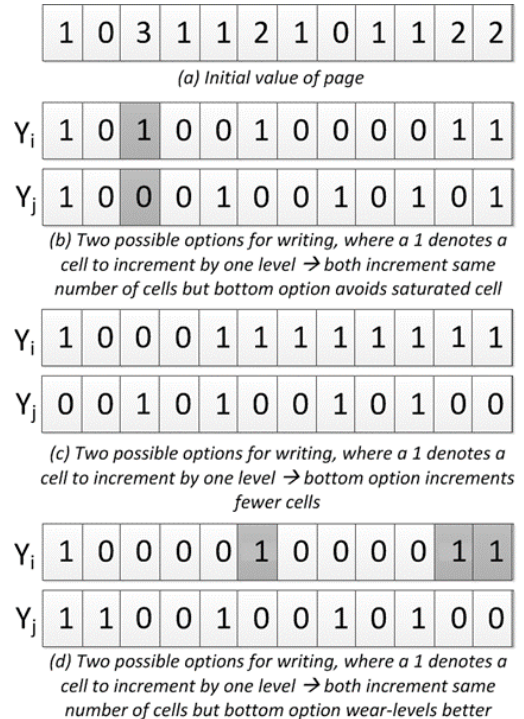 1 0 3 1 1 2 1 0 1 1 2 2
(a) Initial value of page
Yi 1 0 1 0 0 1 0 0 0 0 1 1
Yj 1 0 0 0 1 0 0 1 0 1 0 1
(b) Two possible options for writing, where a 1 denotes a
cell to increment by one level → both increment same
number of cells but bottom option avoids saturated cell
Yi 1 0 0 0 1 1 1 1 1 1 1 1
Yj 0 0 1 0 1 0 0 1 0 1 0 0
(c) Two possible options for writing, where a 1 denotes a
cell to increment by one level → bottom option increments
fewer cells
Yi 1 0 0 0 0 1 0 0 0 0 1 1
Yj 1 1 0 0 1 0 0 1 0 1 0 0
(d) Two possible options for writing, where a 1 denotes a
cell to increment by one level → both increment same
number of cells but bottom option wear-levels better